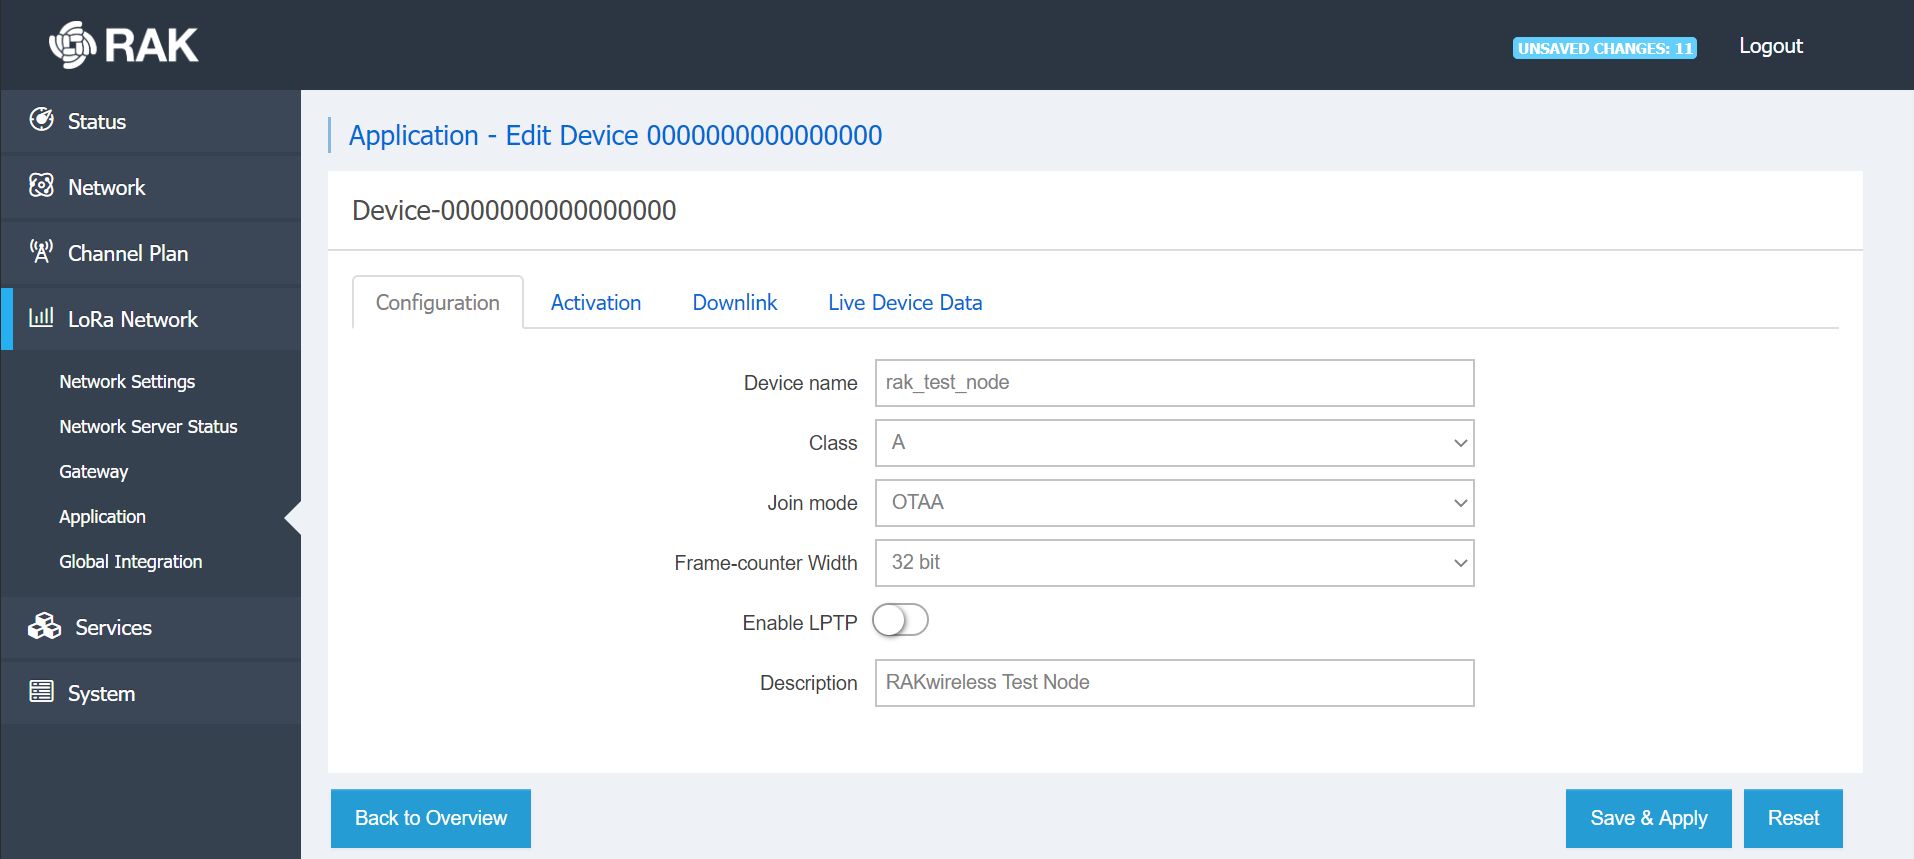 RAK
UNSAVED CHANGES: 11
Logout
Status
Network
Channel Plan
LoRa Network
Network Settings
Network Server Status
Gateway
Application
Global Integration
Services
System
Application - Edit Device 0000000000000000
Device-0000000000000000
Configuration Activation Downlink Live Device Data
Device name rak_test_node
Class A
Join mode OTAA
Frame-counter Width 32 bit
Enable LPTP
Description RAKwireless Test Node
Back to Overview Save & Apply Reset